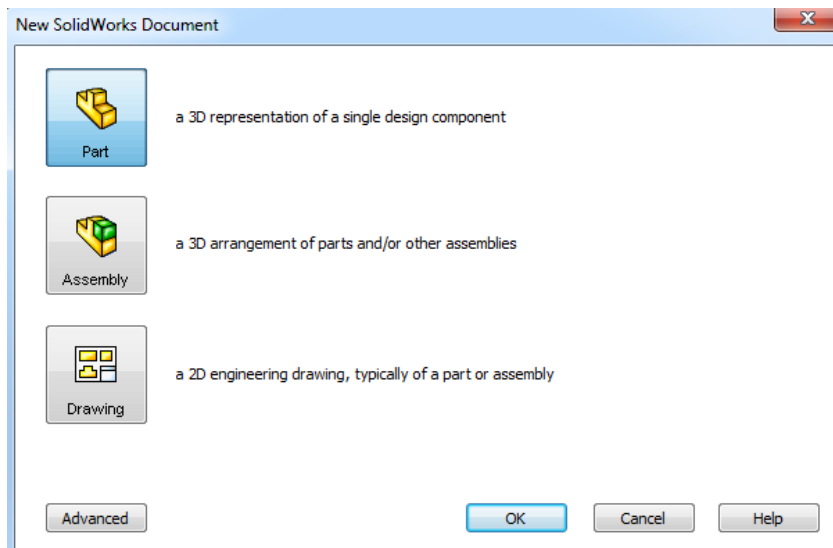 New SolidWorks Document
Part
a 3D representation of a single design component
Assembly
a 3D arrangement of parts and/or other assemblies
Drawing
a 2D engineering drawing, typically of a part or assembly
Advanced
OK
Cancel
Help